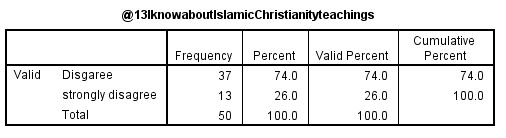 @13IknowaboutIslamicChristianityteachings
Frequency Percent Valid Percent Cumulative Percent
Valid Disgaree 37 74.0 74.0 74.0
strongly disagree 13 26.0 26.0 100.0
Total 50 100.0 100.0